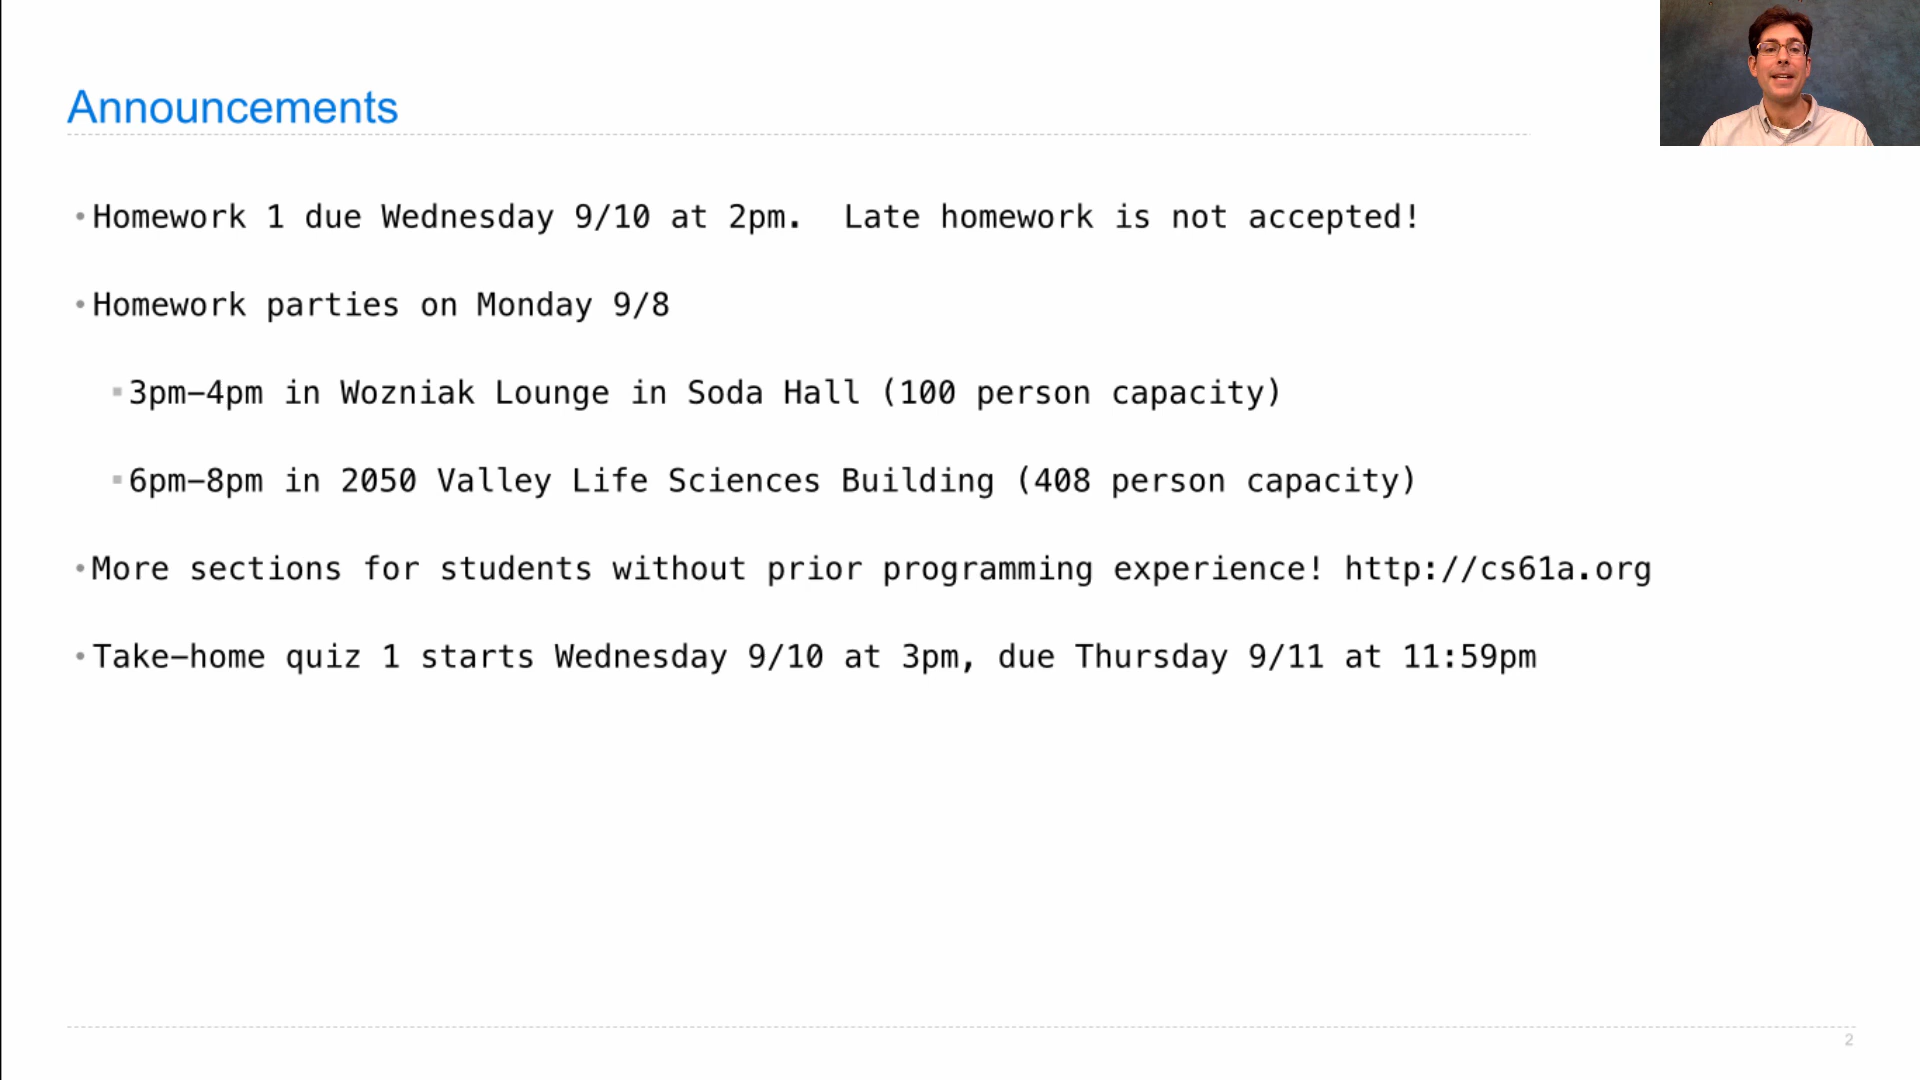 Announcements
•Homework 1 due Wednesday 9/10 at 2pm.  Late homework is not accepted!
•Homework parties on Monday 9/8
▪3pm–4pm in Wozniak Lounge in Soda Hall (100 person capacity)
▪6pm–8pm in 2050 Valley Life Sciences Building (408 person capacity)
•More sections for students without prior programming experience! http://cs61a.org
•Take–home quiz 1 starts Wednesday 9/10 at 3pm, due Thursday 9/11 at 11:59pm
2